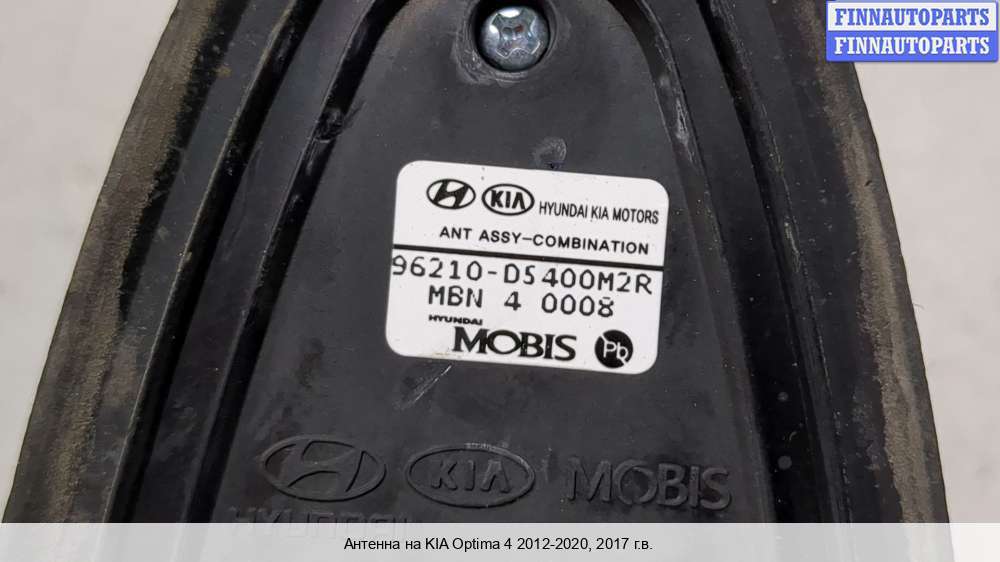 FINNAUTOPARTS
FINNAUTOPARTS
KIA HYUNDAI KIA MOTORS
ANT ASSY-COMBINATION
96210-D5400M2R
MBN 4 0008
HYUNDAI
MOBIS Pb
KIA MOBIS
HYUNDAI
Антенна на KIA Optima 4 2012-2020, 2017 г.в.